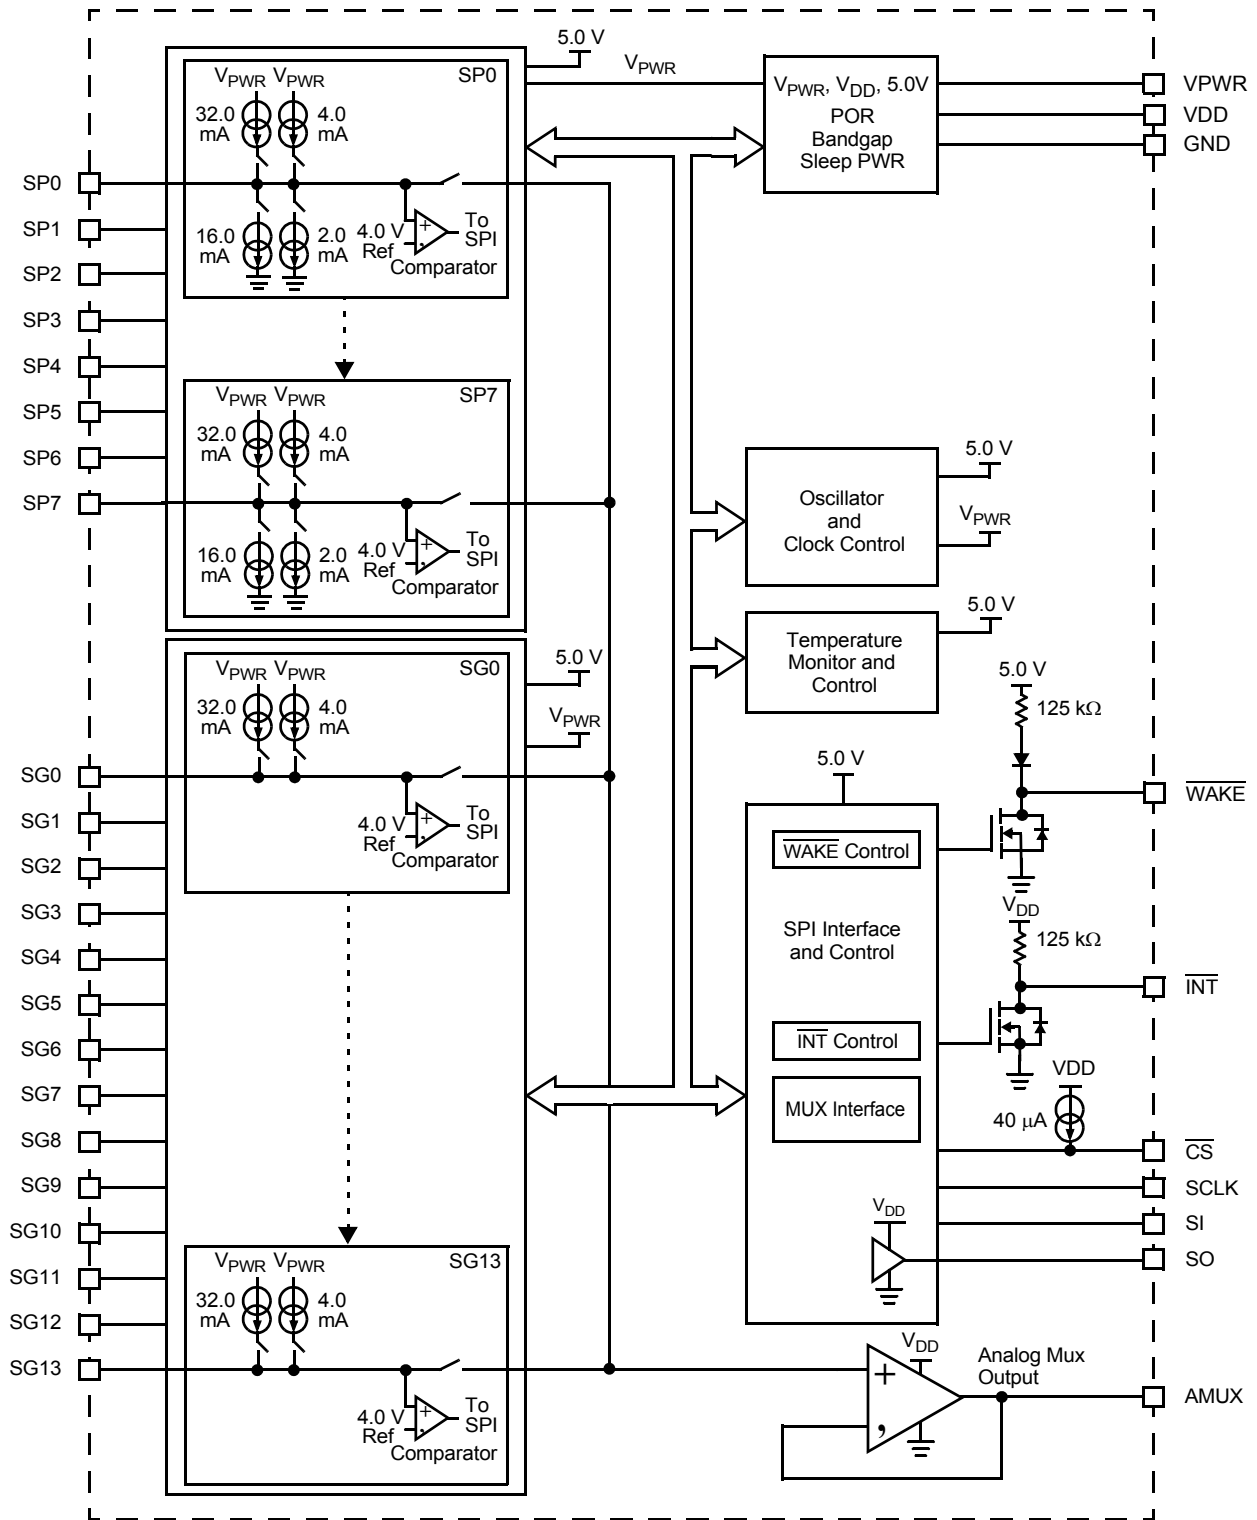 5.0 V
VPWR
SP0
VPWR VPWR
32.0 mA
4.0 mA
16.0 mA
2.0 mA
4.0 V Ref
+
To SPI
Comparator
SP7
VPWR VPWR
32.0 mA
4.0 mA
16.0 mA
2.0 mA
4.0 V Ref
+
To SPI
Comparator
SG0
VPWR VPWR
32.0 mA
4.0 mA
4.0 V Ref
+
To SPI
Comparator
5.0 V
VPWR
SG13
VPWR VPWR
32.0 mA
4.0 mA
4.0 V Ref
+
To SPI
Comparator
SP0
SP1
SP2
SP3
SP4
SP5
SP6
SP7
SG0
SG1
SG2
SG3
SG4
SG5
SG6
SG7
SG8
SG9
SG10
SG11
SG12
SG13
VPWR, VDD, 5.0V
POR
Bandgap
Sleep PWR
VPWR
VDD
GND
Oscillator
and
Clock Control
5.0 V
VPWR
Temperature
Monitor and
Control
5.0 V
5.0 V
WAKE Control
SPI Interface
and Control
INT Control
MUX Interface
VDD
5.0 V
125 kΩ
WAKE
VDD
125 kΩ
INT
VDD
40 μA
CS
SCLK
SI
SO
VDD
+
,
Analog Mux
Output
AMUX